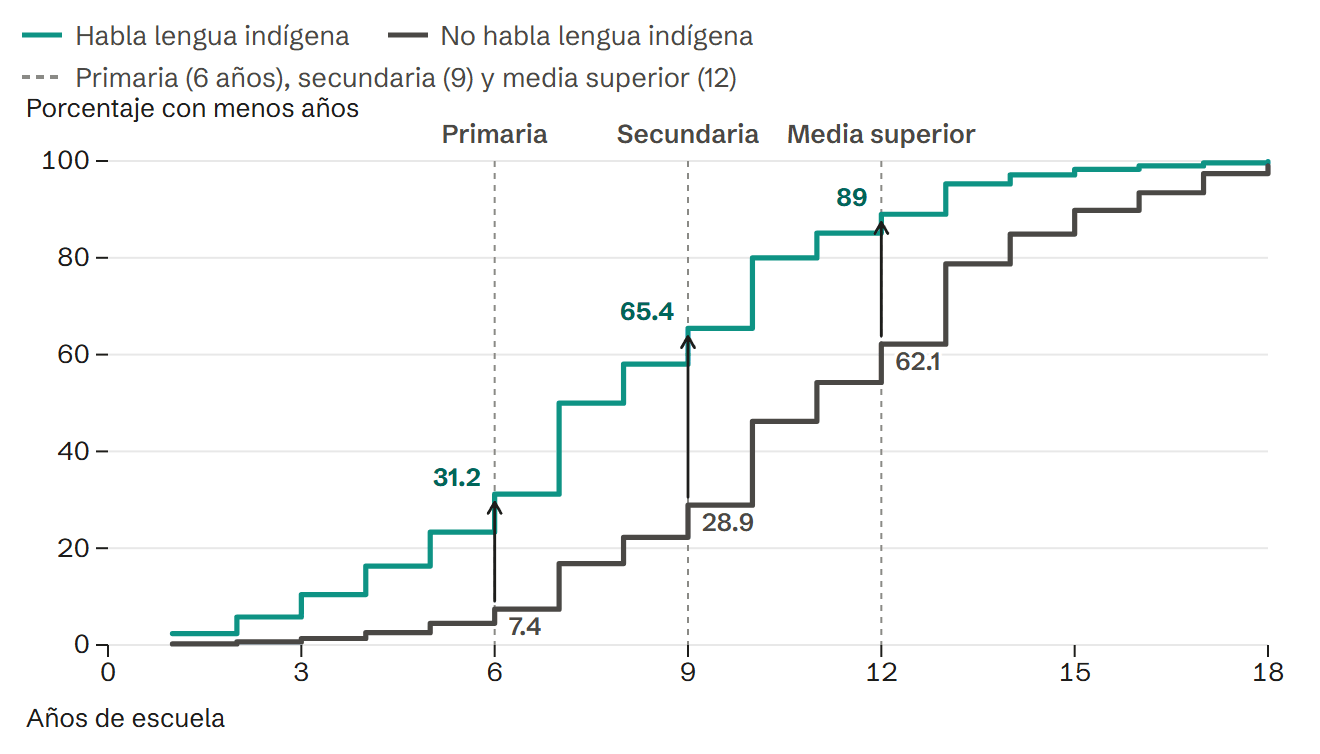 Habla lengua indígena No habla lengua indígena
Primaria (6 años), secundaria (9) y media superior (12)
Porcentaje con menos años
Primaria Secundaria Media superior
100
89
80
65.4
60
62.1
40
31.2
28.9
20
7.4
0
0 3 6 9 12 15 18
Años de escuela